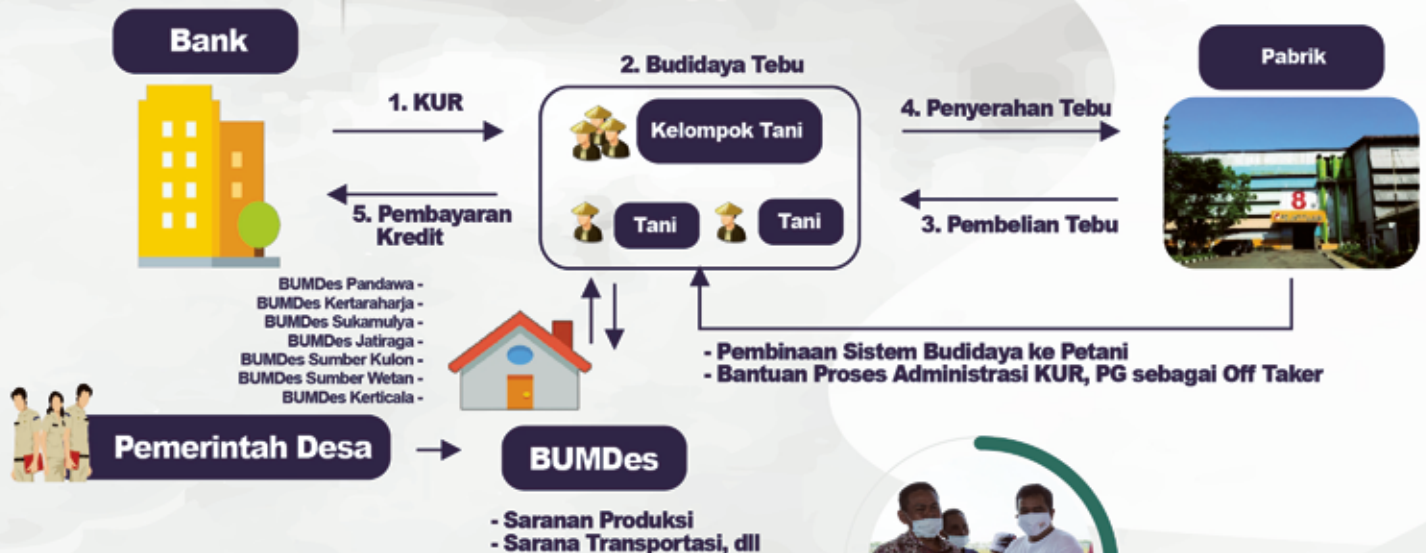 Bank
1. KUR
5. Pembayaran
Kredit
2. Budidaya Tebu
Kelompok Tani
Tani
Tani
4. Penyerahan Tebu
3. Pembelian Tebu
Pabrik
8
BUMDes Pandawa -
BUMDes Kertaraharja -
BUMDes Sukamulya -
BUMDes Jatiraga -
BUMDes Sumber Kulon -
BUMDes Sumber Wetan -
BUMDes Kerticala -
- Pembinaan Sistem Budidaya ke Petani
- Bantuan Proses Administrasi KUR, PG sebagai Off Taker
Pemerintah Desa
BUMDes
- Saranan Produksi
- Sarana Transportasi, dll